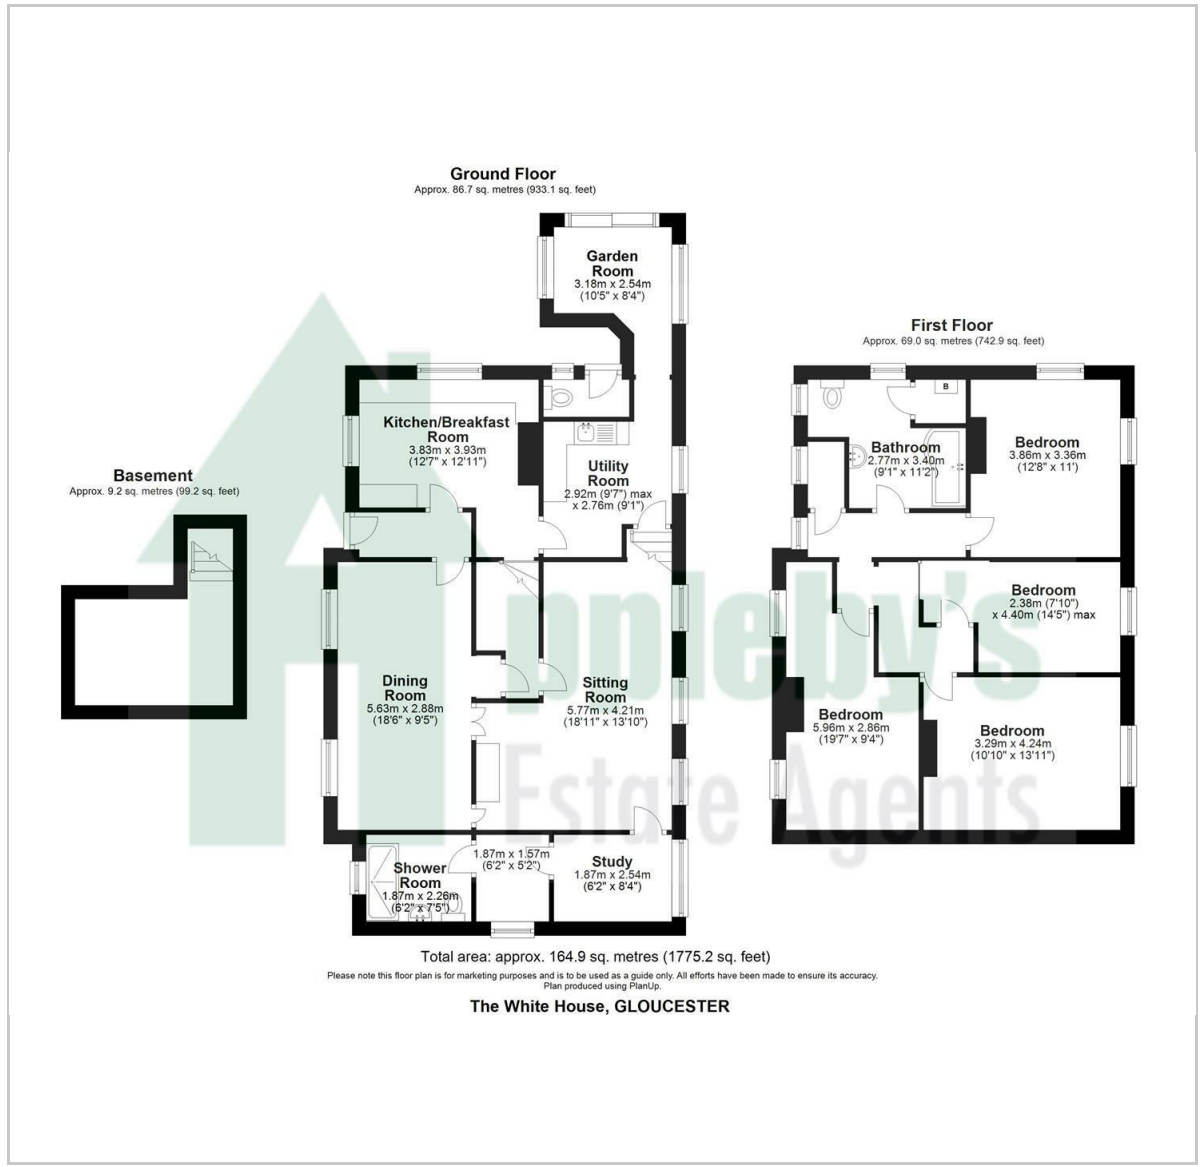 Ground Floor
Approx. 86.7 sq. metres (933.1 sq. feet)
Garden
Room
3.18m x 2.54m
(10'5" x 8'4")
Kitchen/Breakfast
Room
3.83m x 3.93m
(12'7" x 12'11")
Utility
Room
2.92m (9'7") max
x 2.76m (9'1")
Basement
Approx. 9.2 sq. metres (99.2 sq. feet)
Dining
Room
5.63m x 2.88m
(18'6" x 9'5")
Sitting
Room
5.77m x 4.21m
(18'11" x 13'10")
Shower
Room
1.87m x 2.26m
(6'2" x 7'5")
1.87m x 1.57m
(6'2" x 5'2")
Study
1.87m x 2.54m
(6'2" x 8'4")
First Floor
Approx. 69.0 sq. metres (742.9 sq. feet)
B
Bathroom
2.77m x 3.40m
(9'1" x 11'2")
Bedroom
3.86m x 3.36m
(12'8" x 11')
Bedroom
2.38m (7'10")
x 4.40m (14'5") max
Bedroom
5.96m x 2.86m
(19'7" x 9'4")
Bedroom
3.29m x 4.24m
(10'10" x 13'11")
Appleby's
Estate Agents
Total area: approx. 164.9 sq. metres (1775.2 sq. feet)
Please note this floor plan is for marketing purposes and is to be used as a guide only. All efforts have been made to ensure its accuracy.
Plan produced using PlanUp.
The White House, GLOUCESTER